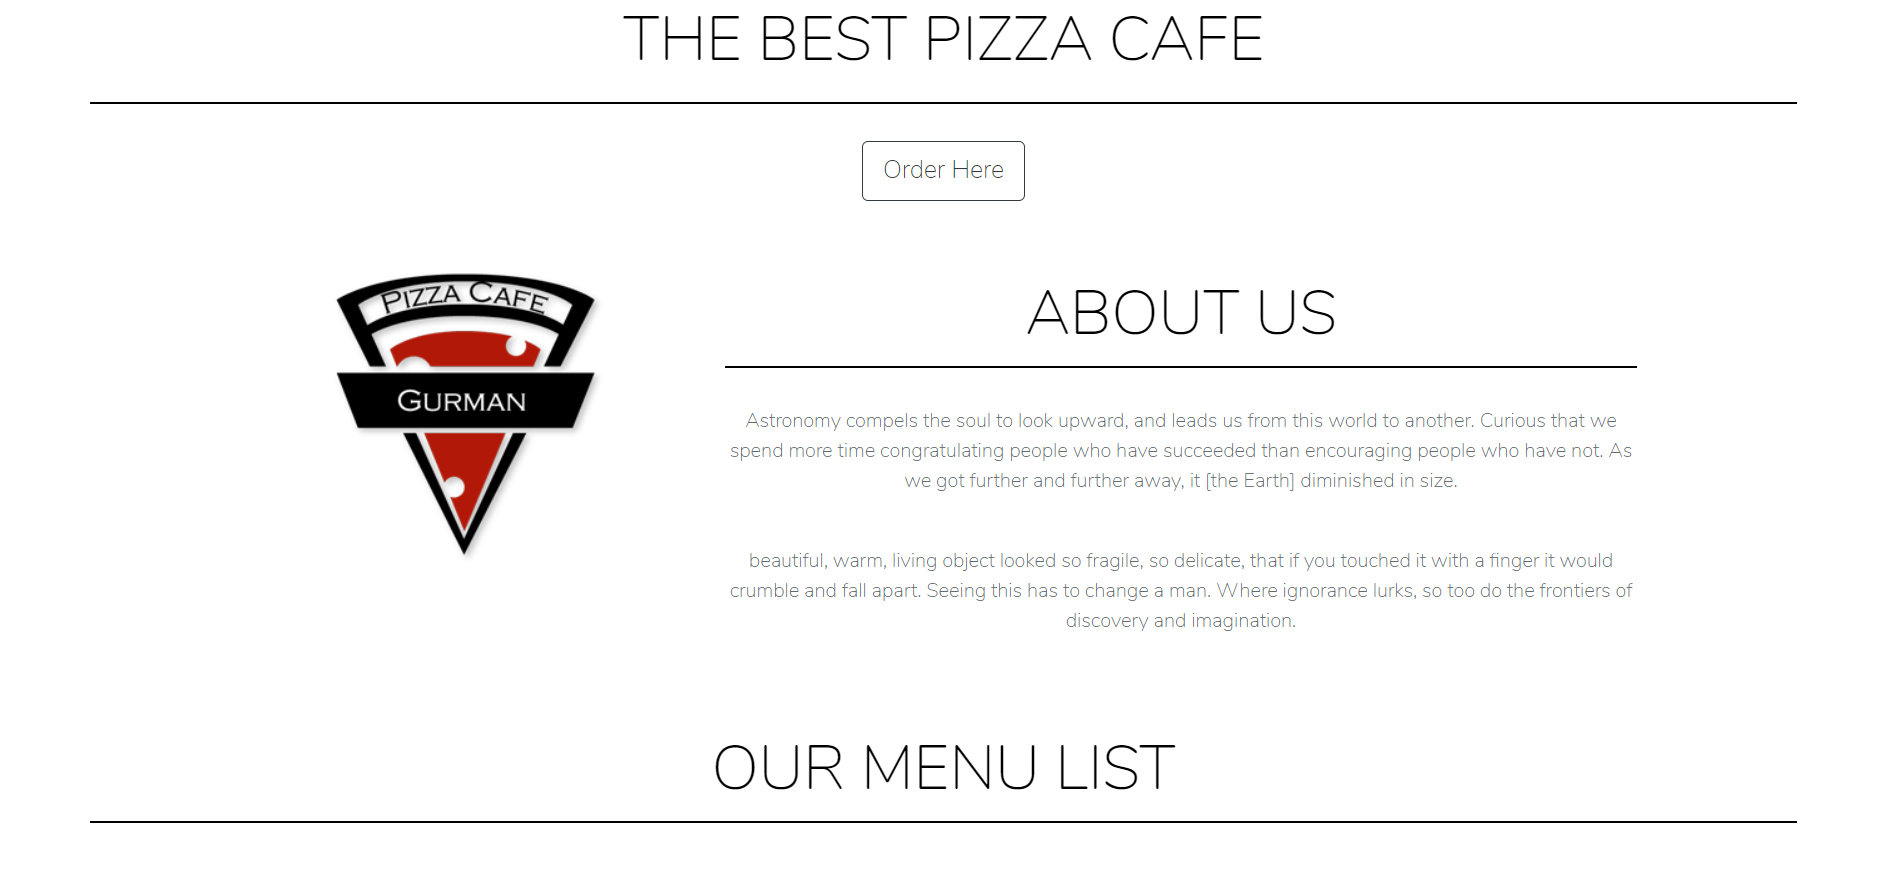 THE BEST PIZZA CAFE
Order Here
PIZZA CAFE
GURMAN
ABOUT US
Astronomy compels the soul to look upward, and leads us from this world to another. Curious that we
spend more time congratulating people who have succeeded than encouraging people who have not. As
we got further and further away, it [the Earth] diminished in size.
beautiful, warm, living object looked so fragile, so delicate, that if you touched it with a finger it would
crumble and fall apart. Seeing this has to change a man. Where ignorance lurks, so too do the frontiers of
discovery and imagination.
OUR MENU LIST